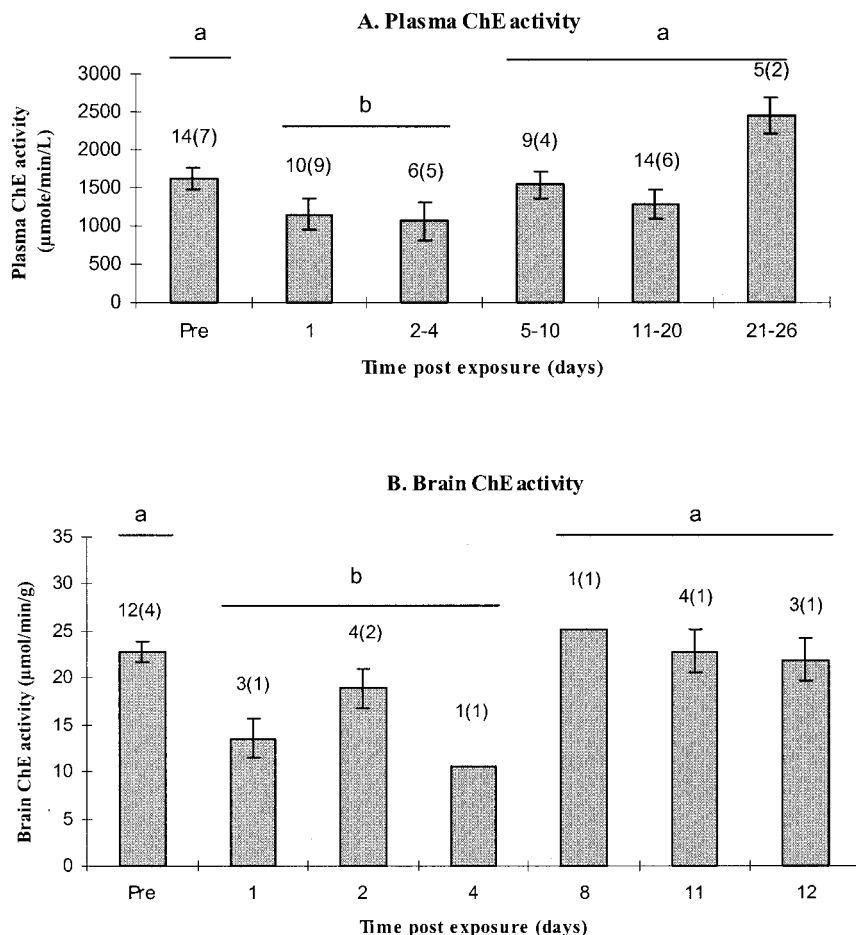 A. Plasma ChE activity
a
a
b
Plasma ChE activity
(µmole/min/L)
3000
2500
2000
1500
1000
500
0
14(7)
10(9)
6(5)
9(4)
14(6)
5(2)
Pre
1
2-4
5-10
11-20
21-26
Time post exposure (days)
B. Brain ChE activity
a
a
b
Brain ChE activity (µmol/min/g)
35
30
25
20
15
10
5
0
12(4)
3(1)
4(2)
1(1)
1(1)
4(1)
3(1)
Pre
1
2
4
8
11
12
Time post exposure (days)